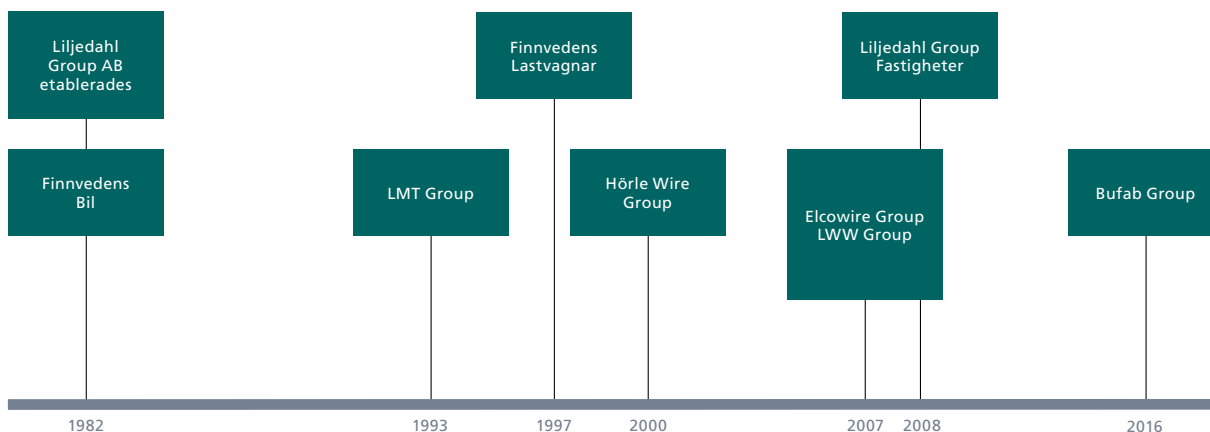 Liljedahl
Group AB
etablerades
Finnvedens
Lastvagnar
Liljedahl Group
Fastigheter
Finnvedens
Bil
LMT Group
Hörle Wire
Group
Elcowire Group
LWW Group
Bufab Group
1982
1993
1997
2000
2007
2008
2016